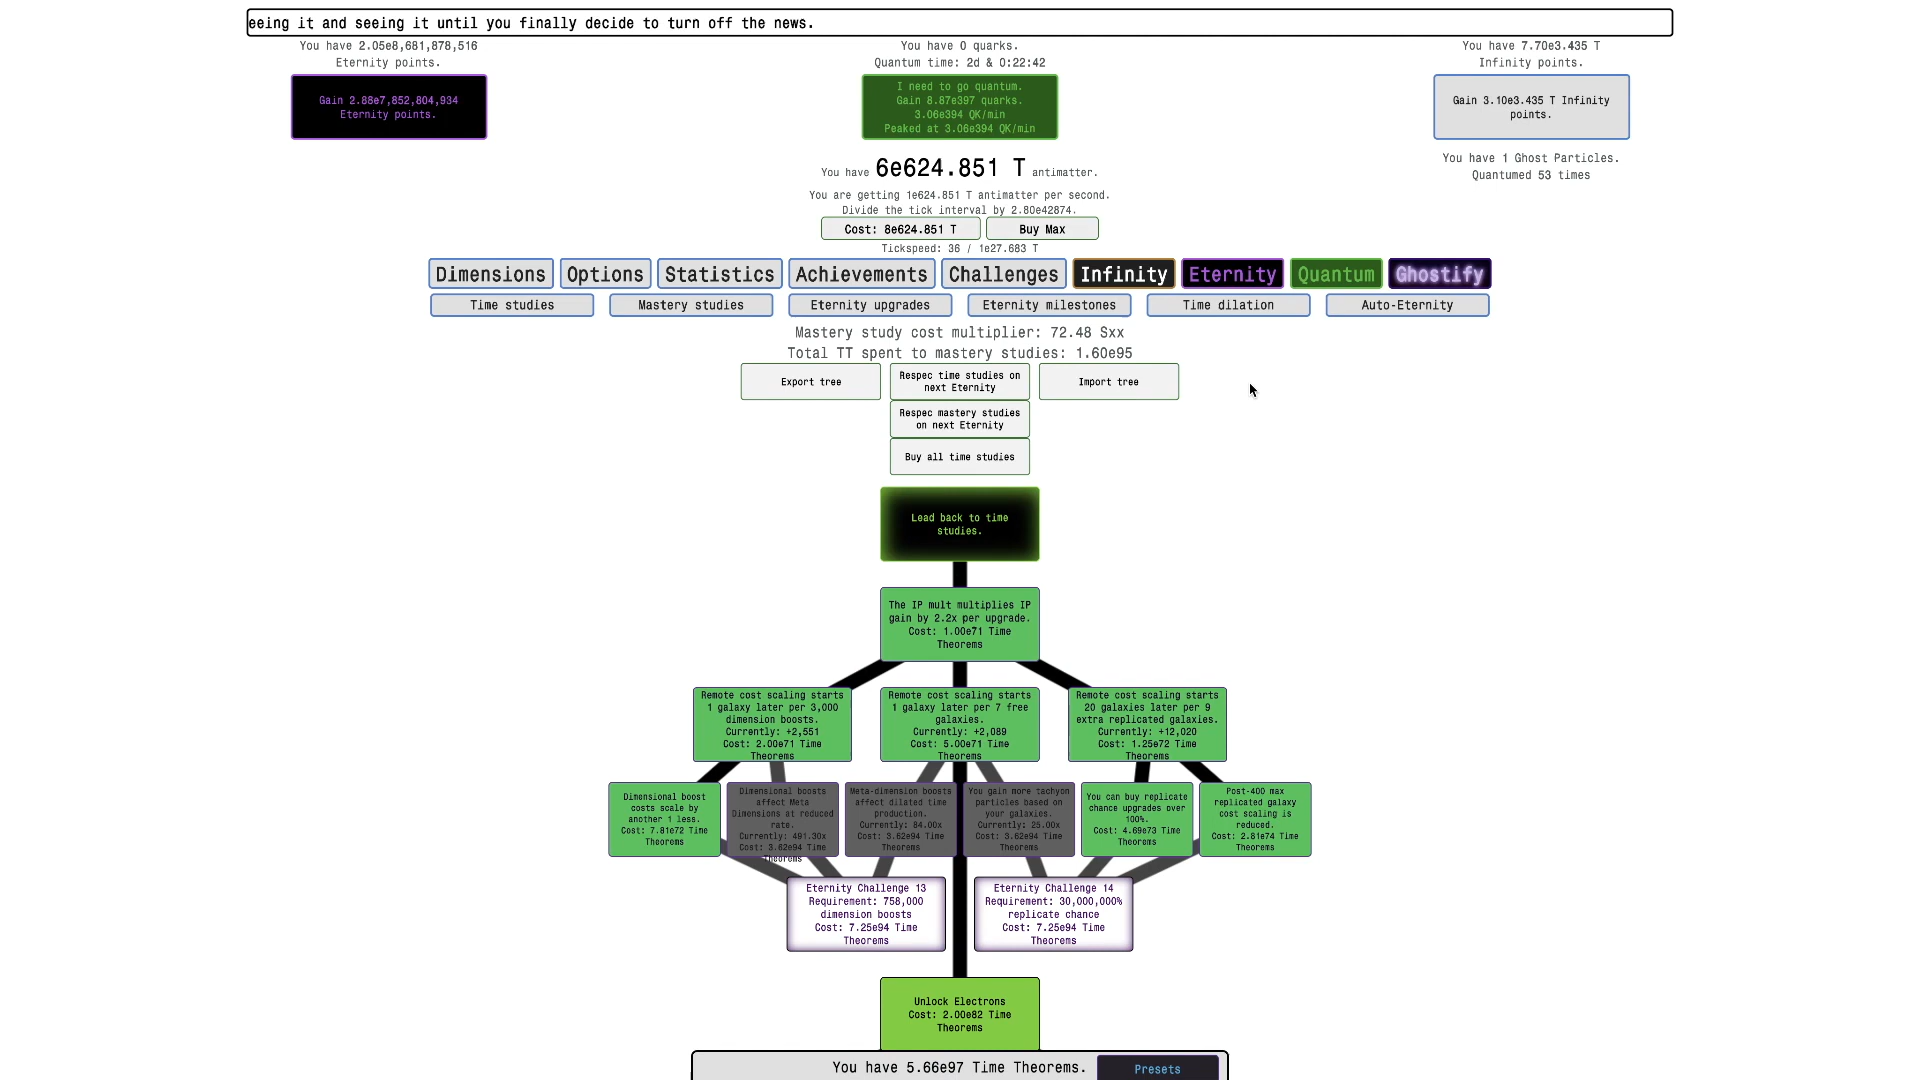 eeing it and seeing it until you finally decide to turn off the news.
You have 2.05e8,681,878,516
Eternity points.
Gain 2.88e7,852,804,934
Eternity points.
You have 0 quarks.
Quantum time: 2d & 0:22:42
I need to go quantum.
Gain 8.87e397 quarks.
3.06e394 QK/min
Peaked at 3.06e394 QK/min
You have 7.70e3.435 T
Infinity points.
Gain 3.10e3.435 T Infinity
points.
You have 1 Ghost Particles.
Quantumed 53 times
You have 6e624.851 T antimatter.
You are getting 1e624.851 T antimatter per second.
Divide the tick interval by 2.80e42874.
Cost: 8e624.851 T
Buy Max
Tickspeed: 36 / 1e27.683 T
Dimensions
Options
Statistics
Achievements
Challenges
Infinity
Eternity
Quantum
Ghostify
Time studies
Mastery studies
Eternity upgrades
Eternity milestones
Time dilation
Auto-Eternity
Mastery study cost multiplier: 72.48 Sxx
Total TT spent to mastery studies: 1.60e95
Export tree
Respec time studies on
next Eternity
Import tree
Respec mastery studies
on next Eternity
Buy all time studies
Lead back to time
studies.
The IP mult multiplies IP
gain by 2.2x per upgrade.
Cost: 1.00e71 Time
Theorems
Remote cost scaling starts
1 galaxy later per 3,000
dimension boosts.
Currently: +2,551
Cost: 2.00e71 Time
Theorems
Remote cost scaling starts
1 galaxy later per 7 free
galaxies.
Currently: +2,089
Cost: 5.00e71 Time
Theorems
Remote cost scaling starts
20 galaxies later per 9
extra replicated galaxies.
Currently: +12,020
Cost: 1.25e72 Time
Theorems
Dimensional boost
costs scale by
another 1 less.
Cost: 7.81e72 Time
Theorems
Dimensional boosts
affect Meta
Dimensions at reduced
rate.
Currently: 491.30x
Cost: 3.62e94 Time
Theorems
Meta-dimension boosts
affect dilated time
production.
Currently: 84.00x
Cost: 3.62e94 Time
Theorems
You gain more tachyon
particles based on
your galaxies.
Currently: 25.00x
Cost: 3.62e94 Time
Theorems
You can buy replicate
chance upgrades over
100%.
Cost: 4.69e73 Time
Theorems
Post-400 max
replicated galaxy
cost scaling is
reduced.
Cost: 2.81e74 Time
Theorems
Eternity Challenge 13
Requirement: 758,000
dimension boosts
Cost: 7.25e94 Time
Theorems
Eternity Challenge 14
Requirement: 30,000,000%
replicate chance
Cost: 7.25e94 Time
Theorems
Unlock Electrons
Cost: 2.00e82 Time
Theorems
You have 5.66e97 Time Theorems.
Presets